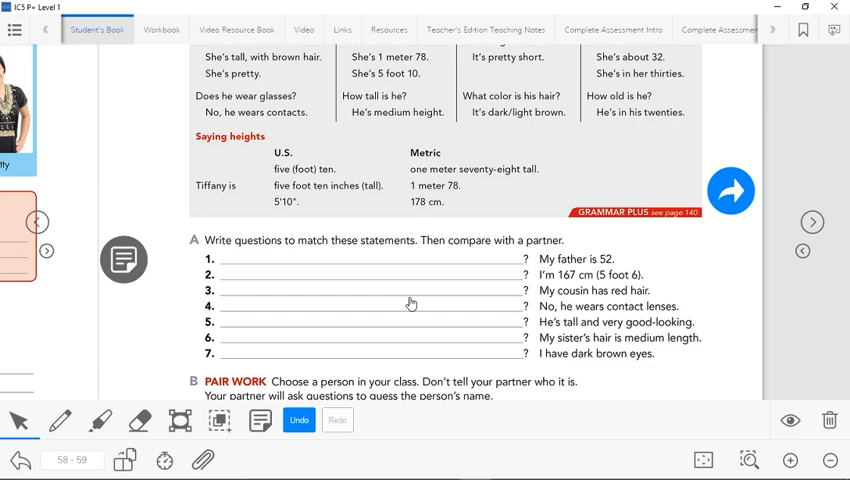 IC5 P+ Level 1
Student's Book Workbook Video Resource Book Video Links Resources Teacher's Edition Teaching Notes Complete Assessment Intro Complete Assessmen
She's tall, with brown hair. She's 1 meter 78. It's pretty short. She's about 32.
She's pretty. She's 5 foot 10. She's in her thirties.
Does he wear glasses? How tall is he? What color is his hair? How old is he?
No, he wears contacts. He's medium height. It's dark/light brown. He's in his twenties.
Saying heights
U.S. Metric
five (foot) ten. one meter seventy-eight tall.
Tiffany is five foot ten inches (tall). 1 meter 78.
5'10". 178 cm.
GRAMMAR PLUS see page 140
tty
A Write questions to match these statements. Then compare with a partner.
1. ? My father is 52.
2. ? I'm 167 cm (5 foot 6).
3. ? My cousin has red hair.
4. ? No, he wears contact lenses.
5. ? He's tall and very good-looking.
6. ? My sister's hair is medium length.
7. ? I have dark brown eyes.
B PAIR WORK Choose a person in your class. Don't tell your partner who it is.
Your partner will ask questions to guess the person's name.
Undo Redo
58 - 59